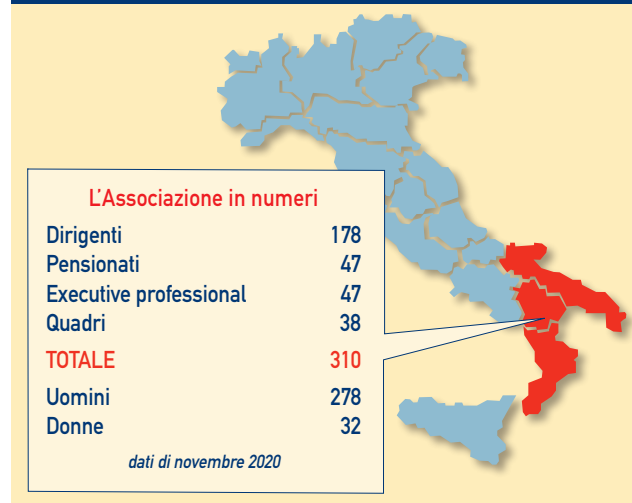 L'Associazione in numeri
Dirigenti 178
Pensionati 47
Executive professional 47
Quadri 38
TOTALE 310
Uomini 278
Donne 32
dati di novembre 2020